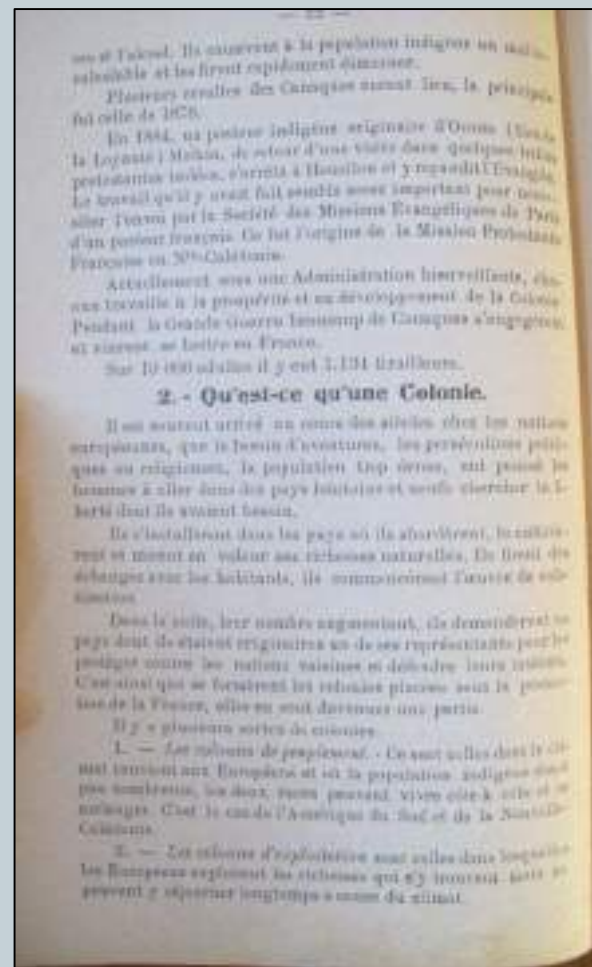 — 22 —
et l'alcool. Ils causèrent à la population indigène un mal
et les firent rapidement diminuer.
Plusieurs révoltes des Canaques eurent lieu, la principale
fut celle de 1878.
En 1884, un pasteur indigène originaire d'Ouvéa
la Loyauté) de retour d'une visite dans quelques
protestantes isolées, s'arrêta à Houaïlou et y répandit l'Evangile.
Le travail qu'il y avait fait sembla assez important pour
l'envoi par la Société des Missions Evangéliques de Paris
d'un pasteur français. Ce fut l'origine de la Mission Protestante
Française en Nlle-Calédonie.
Actuellement sous une Administration bienveillante,
travaille à la prospérité et au développement de la Colonie.
Pendant la Grande Guerre beaucoup de Canaques s'engagèrent
et vinrent se battre en France.
Sur 10 000 adultes il y eut 1.134 tirailleurs.
2. - Qu'est-ce qu'une Colonie.
Il est souvent arrivé au cours des siècles chez les nations
européennes, que le besoin d'aventures, les persécutions politi-
ques ou religieuses, la population trop dense, ont poussé les
hommes à aller dans des pays lointains et neufs chercher la li-
berté dont ils avaient besoin.
Ils s'installèrent dans les pays où ils abordèrent, le cultivè-
rent et mirent en valeur ses richesses naturelles. Ils firent des
échanges avec les habitants, ils commencèrent l'œuvre de colo-
nisation.
Dans la suite, leur nombre augmentant, ils demandèrent au
pays dont ils étaient originaires un de ses représentants pour les
protéger contre les nations voisines et défendre leurs intérêts.
C'est ainsi que se formèrent les colonies placées sous la protec-
tion de la France, elles en sont devenues une partie.
Il y a plusieurs sortes de colonies.
1. — Les colonies de peuplement. - Ce sont celles dont le cli-
mat convient aux Européens et où la population indigène étant
peu nombreuse, les deux races peuvent vivre côte à côte et se
mélanger. C'est le cas de l'Amérique du Sud et de la Nouvelle-
Calédonie.
2. — Les colonies d'exploitation sont celles dans lesquelles
les Européens exploitent les richesses qui s'y trouvent mais ne
peuvent y séjourner longtemps à cause du climat.